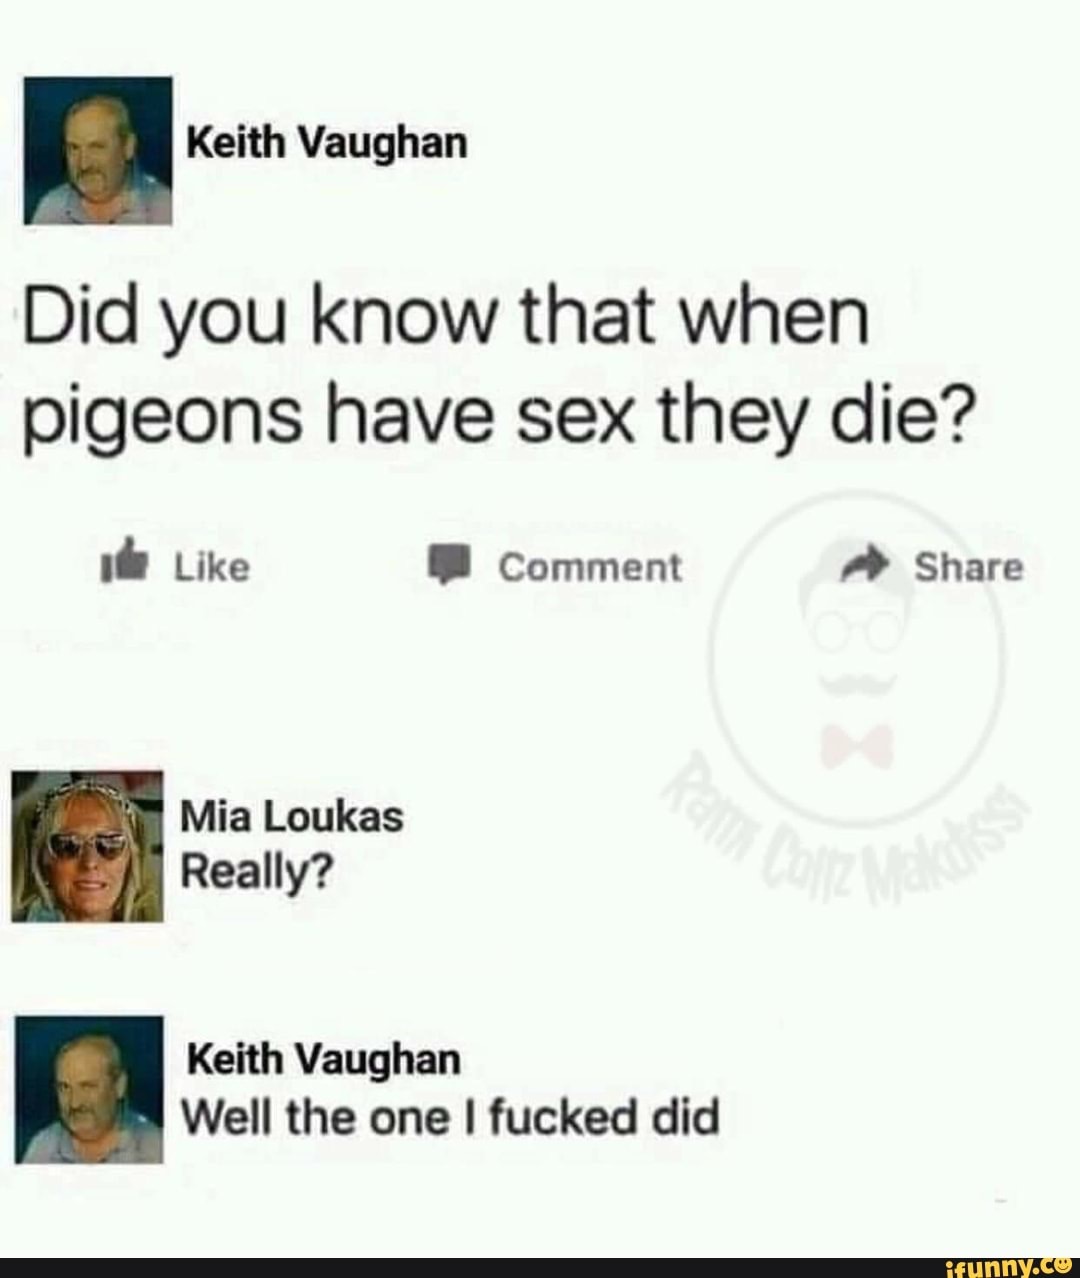 Keith Vaughan
Did you know that when
pigeons have sex they die?
Like Comment Share
Mia Loukas
Really?
Keith Vaughan
Well the one I fucked did
ifunny.co